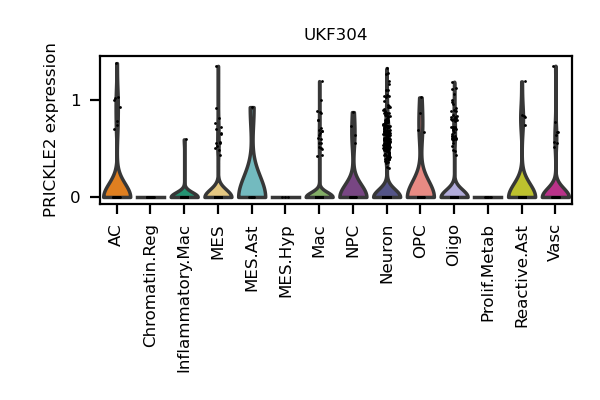 UKF304
PRICKLE2 expression
1
0
AC
Chromatin.Reg
Inflammatory.Mac
MES
MES.Ast
MES.Hyp
Mac
NPC
Neuron
OPC
Oligo
Prolif.Metab
Reactive.Ast
Vasc